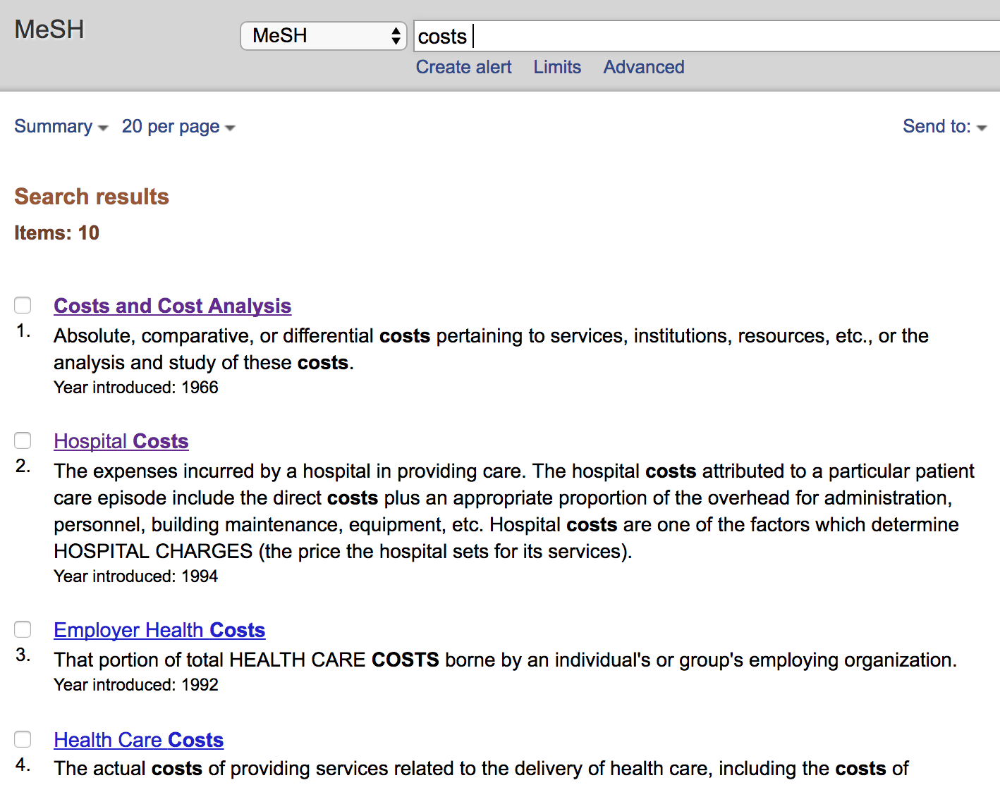 MeSH
MeSH costs
Create alert Limits Advanced
Summary 20 per page Send to:
Search results
Items: 10
Costs and Cost Analysis
1. Absolute, comparative, or differential costs pertaining to services, institutions, resources, etc., or the
analysis and study of these costs.
Year introduced: 1966
Hospital Costs
2. The expenses incurred by a hospital in providing care. The hospital costs attributed to a particular patient
care episode include the direct costs plus an appropriate proportion of the overhead for administration,
personnel, building maintenance, equipment, etc. Hospital costs are one of the factors which determine
HOSPITAL CHARGES (the price the hospital sets for its services).
Year introduced: 1994
Employer Health Costs
3. That portion of total HEALTH CARE COSTS borne by an individual's or group's employing organization.
Year introduced: 1992
Health Care Costs
4. The actual costs of providing services related to the delivery of health care, including the costs of